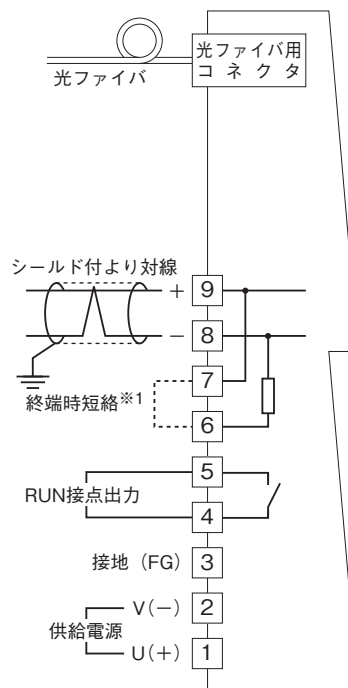 光ファイバ用
コネクタ
光ファイバ
シールド付より対線
+ 9
− 8
7
終端時短絡※1
6
5
RUN接点出力
4
接地（FG） 3
V（−） 2
供給電源
U（+） 1